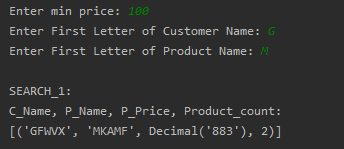 Enter min price: 100
Enter First Letter of Customer Name: G
Enter First Letter of Product Name: M
SEARCH_1:
C_Name, P_Name, P_Price, Product_count:
[('GFWVX', 'MKAMF', Decimal('883'), 2)]